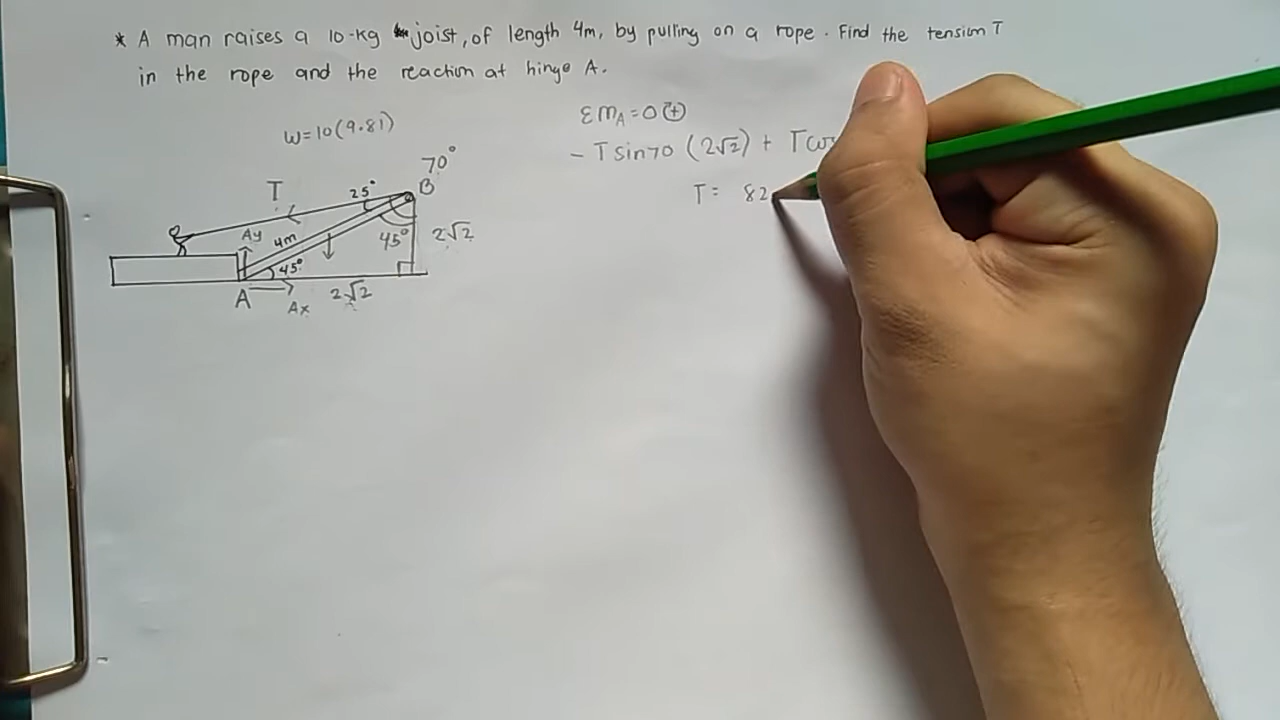 * A man raises a 10-kg joist, of length 4m, by pulling on a rope. Find the tension T
in the rope and the reaction at hinge A.
W=10(9.81)
ΣMA=0 ⊕
- T sin70 (2√2) + T
T = 82
70°
T
25°
B
Ay
4m
45°
2√2
45°
A
2√2
Ax